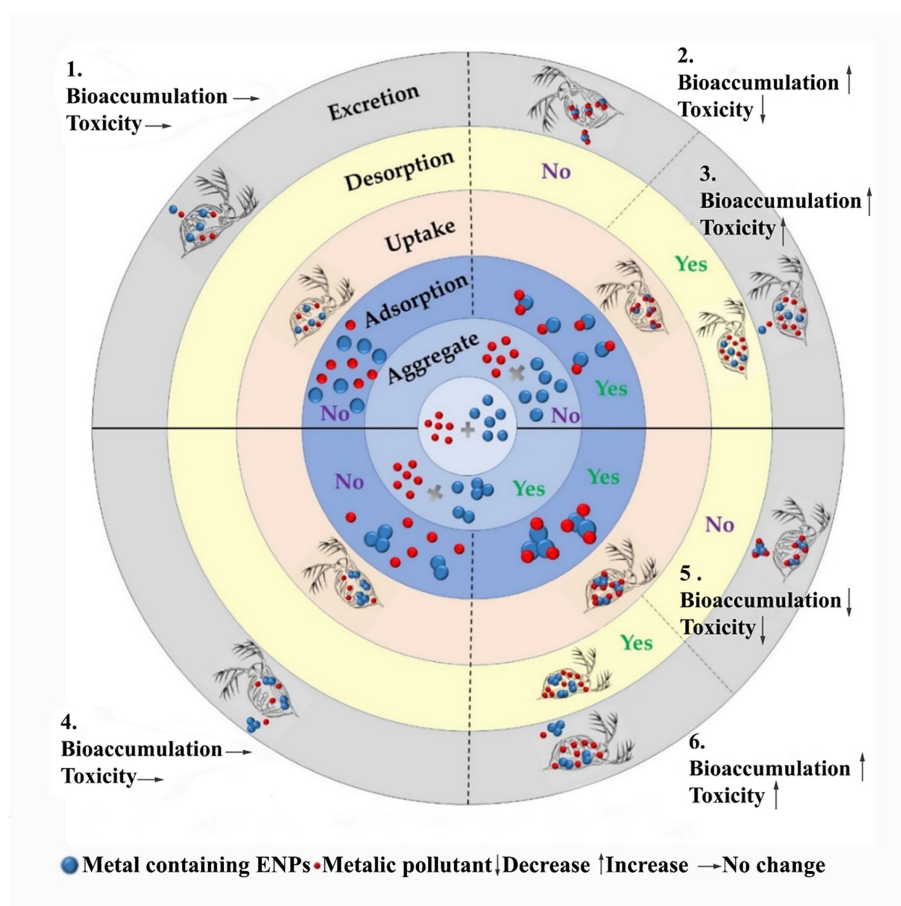 1.
Bioaccumulation →
Toxicity →
2.
Bioaccumulation ↑
Toxicity ↓
3.
Bioaccumulation ↑
Toxicity ↑
Excretion
Desorption
Uptake
Adsorption
Aggregate
No
Yes
Yes
No
No
No
Yes
Yes
No
Yes
4.
Bioaccumulation →
Toxicity→
5 .
Bioaccumulation ↓
Toxicity ↓
6.
Bioaccumulation ↑
Toxicity ↑
Metal containing ENPs Metalic pollutant ↓Decrease ↑Increase →No change